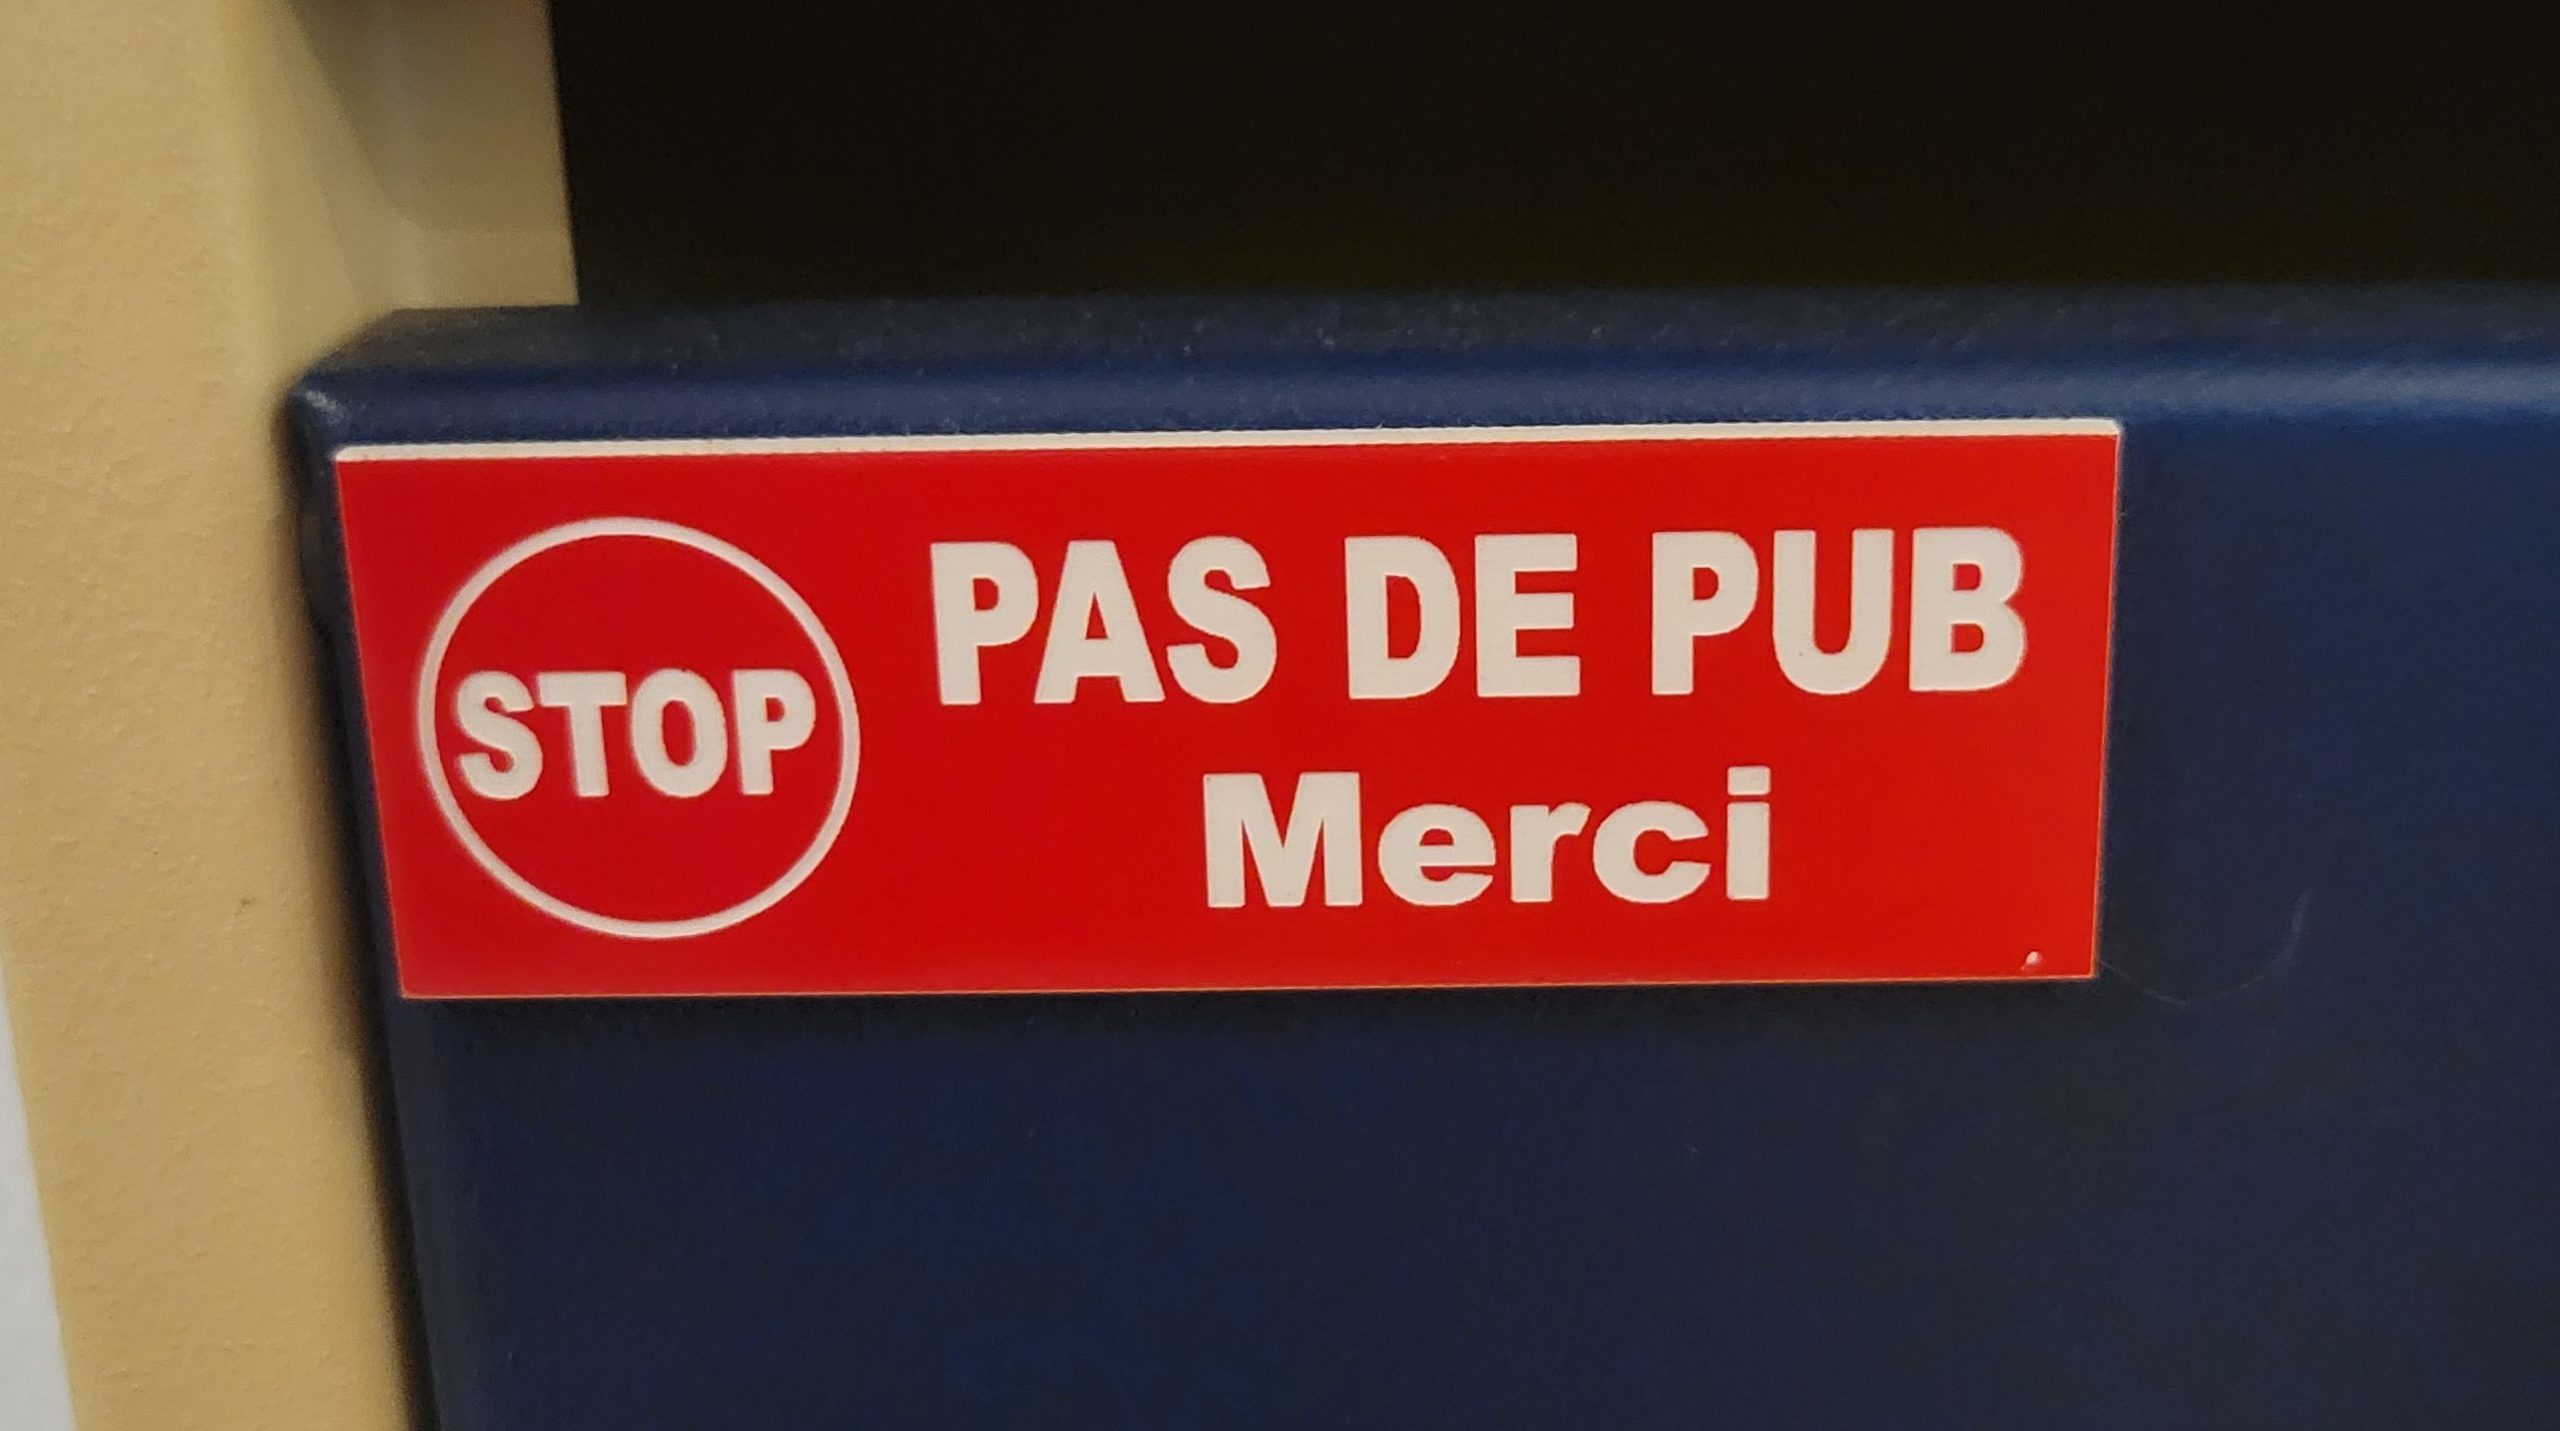 STOP
PAS DE PUB
Merci